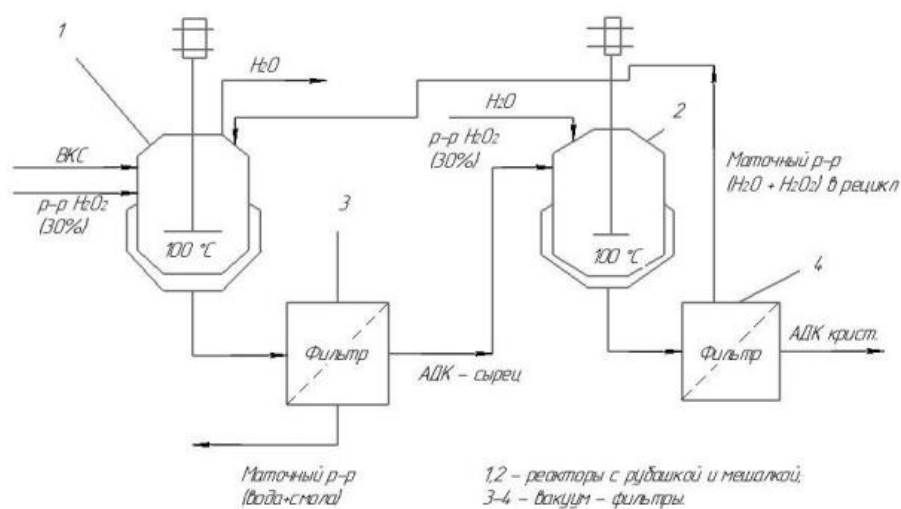 1
H2O
H2O
2
ВКС
р-р H2O2
(30%)
р-р H2O2
(30%)
Маточный р-р
(H2O + H2O2) в рецикл
3
100 °C
100 °C
4
Фильтр
АДК – сырец
Фильтр
АДК крист.
Маточный р-р
(вода+смола)
1,2 – реакторы с рубашкой и мешалкой;
3-4 – вакуум – фильтры.